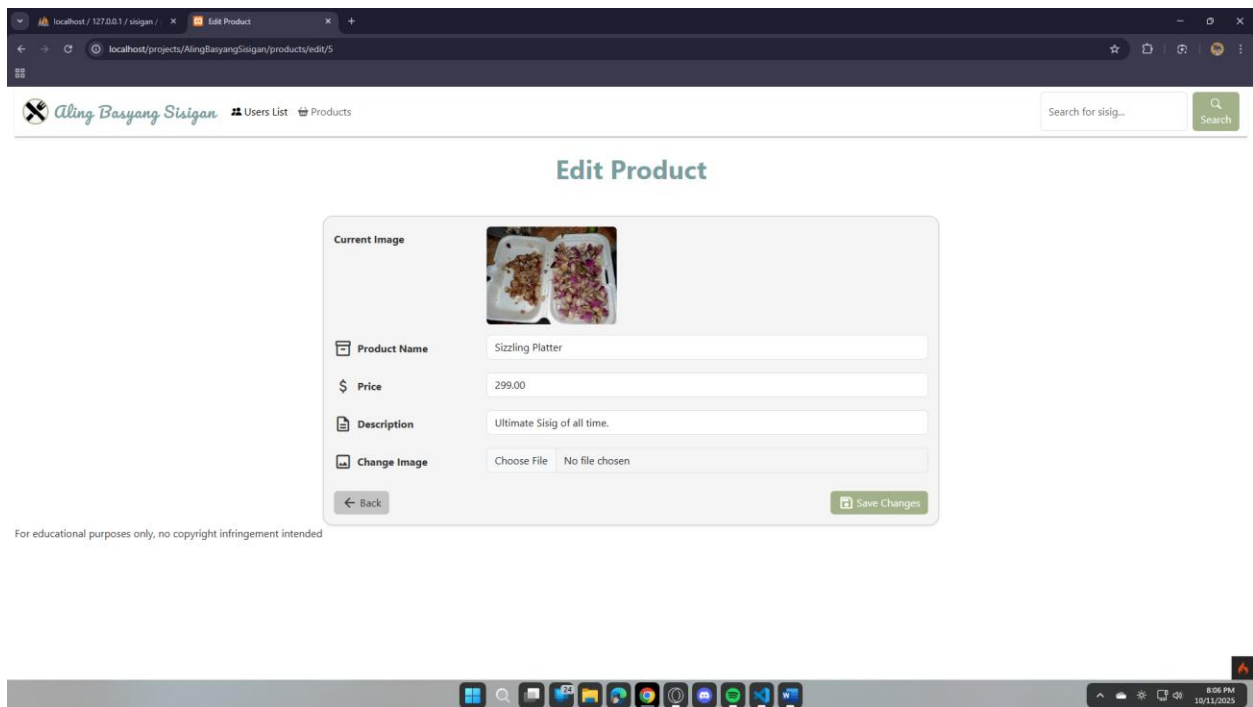 localhost / 127.0.0.1 / sisigan /
Edit Product
localhost/projects/AlingBasyangSisigan/products/edit/5
Aling Basyang Sisigan Users List Products
Search for sisig...
Search
Edit Product
Current Image
Product Name
Sizzling Platter
Price
299.00
Description
Ultimate Sisig of all time.
Change Image
Choose File No file chosen
Back
Save Changes
For educational purposes only, no copyright infringement intended
24
8:06 PM
10/11/2025